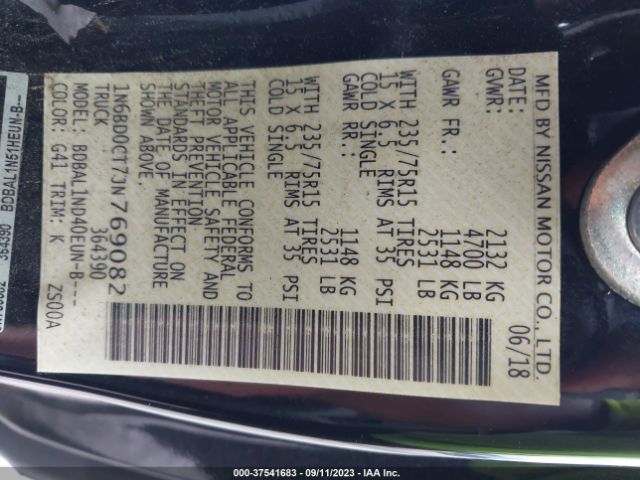 MFD BY NISSAN MOTOR CO., LTD.
DATE: 06/18
GVWR: 2132 KG
4700 LB
GAWR FR.: 1148 KG
2531 LB
WITH 235/75R15 TIRES
15 X 6.5 RIMS AT 35 PSI
COLD SINGLE
GAWR RR.: 1148 KG
2531 LB
WITH 235/75R15 TIRES
15 X 6.5 RIMS AT 35 PSI
COLD SINGLE
THIS VEHICLE CONFORMS TO
ALL APPLICABLE FEDERAL
MOTOR VEHICLE SAFETY AND
THEFT PREVENTION
STANDARDS IN EFFECT ON
THE DATE OF MANUFACTURE
SHOWN ABOVE.
1N6BD0CT7JN769082
TRUCK 364390
MODEL: BDBAL1ND40EUN-B---
COLOR: G41 TRIM: K ZS00A
364390 BDBAL1N51HEUN-B--
000-37541683 - 09/11/2023 - IAA Inc.